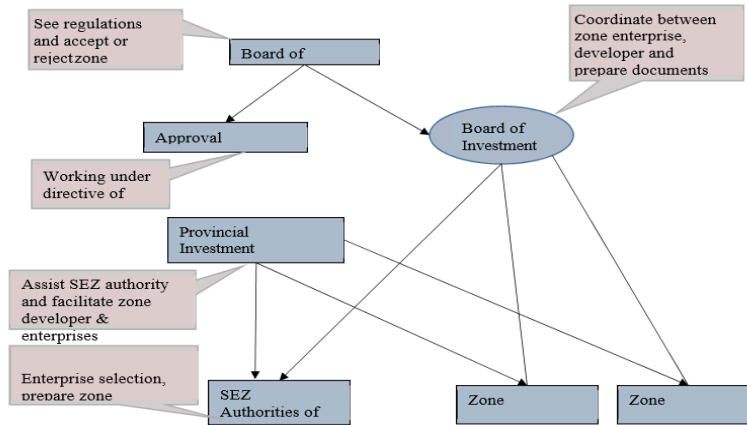 See regulations
and accept or
reject zone
Board of
Coordinate between
zone enterprise,
developer and
prepare documents
Approval
Board of
Investment
Working under
directive of
Provincial
Investment
Assist SEZ authority
and facilitate zone
developer &
enterprises
Enterprise selection,
prepare zone
SEZ
Authorities of
Zone
Zone